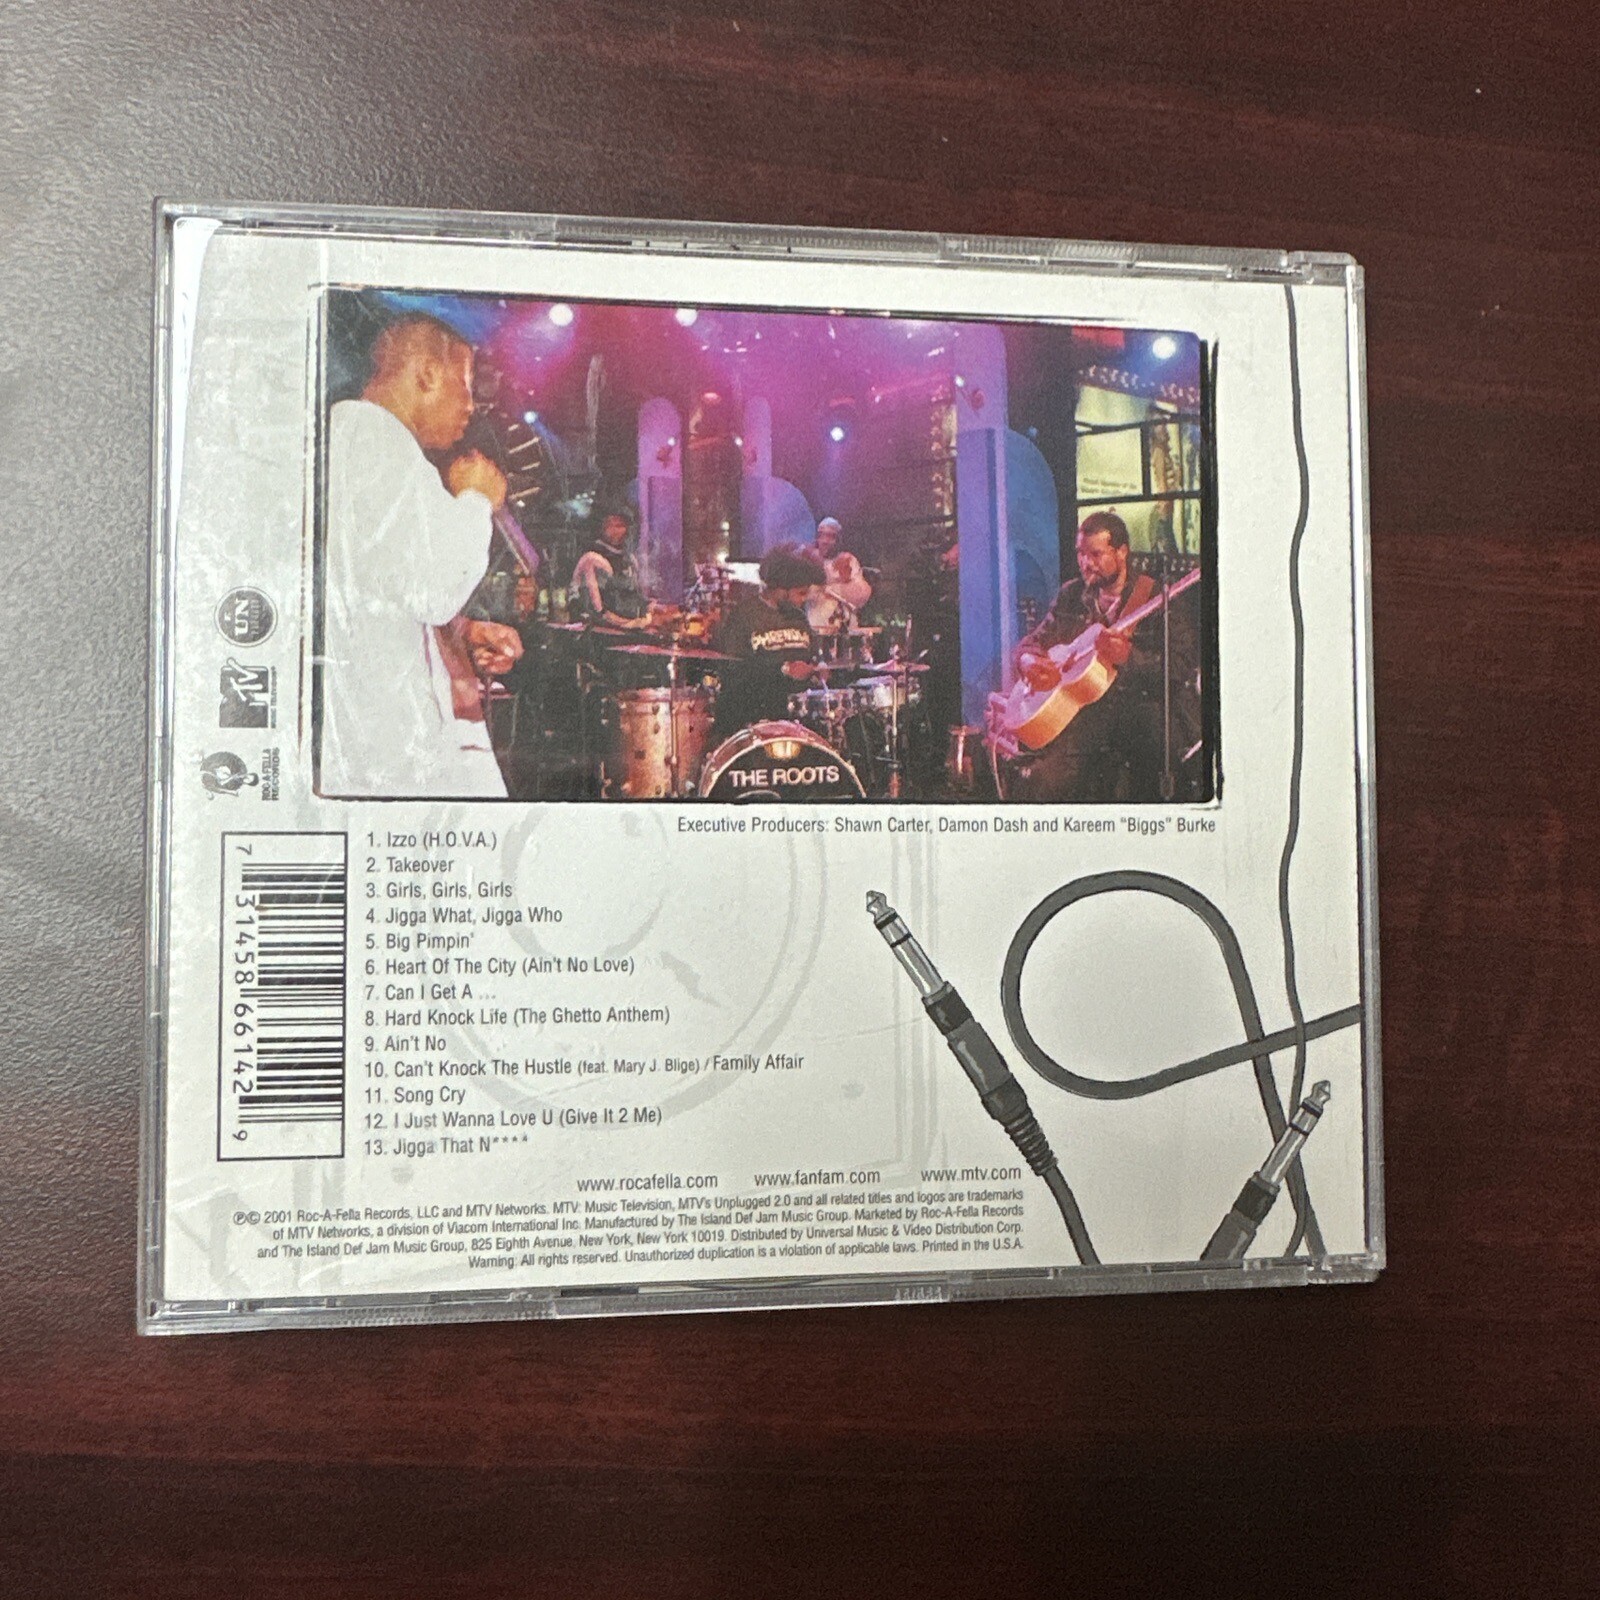 PHRENOLOGY
THE ROOTS
UN
MTV
MUSIC TELEVISION
ROC-A-FELLA
RECORDS
Executive Producers: Shawn Carter, Damon Dash and Kareem "Biggs" Burke
1. Izzo (H.O.V.A.)
2. Takeover
3. Girls, Girls, Girls
4. Jigga What, Jigga Who
5. Big Pimpin'
6. Heart Of The City (Ain't No Love)
7. Can I Get A ...
8. Hard Knock Life (The Ghetto Anthem)
9. Ain't No
10. Can't Knock The Hustle (feat. Mary J. Blige) / Family Affair
11. Song Cry
12. I Just Wanna Love U (Give It 2 Me)
13. Jigga That N****
7 31458 66142 9
www.rocafella.com www.fanfam.com www.mtv.com
℗© 2001 Roc-A-Fella Records, LLC and MTV Networks. MTV: Music Television, MTV's Unplugged 2.0 and all related titles and logos are trademarks
of MTV Networks, a division of Viacom International Inc. Manufactured by The Island Def Jam Music Group. Marketed by Roc-A-Fella Records
and The Island Def Jam Music Group, 825 Eighth Avenue, New York, New York 10019. Distributed by Universal Music & Video Distribution Corp.
Warning: All rights reserved. Unauthorized duplication is a violation of applicable laws. Printed in the U.S.A.